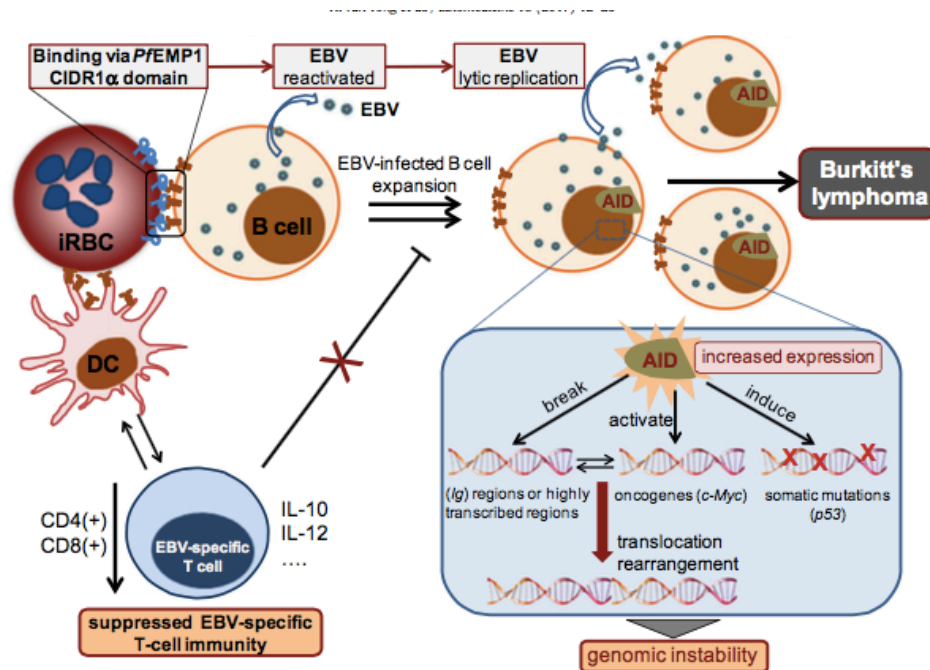 Binding via PfEMP1
CIDR1α domain
EBV
reactivated
EBV
lytic replication
EBV
AID
EBV-infected B cell
expansion
iRBC
B cell
AID
Burkitt's
lymphoma
AID
DC
AID
increased expression
break
activate
induce
(Ig) regions or highly
transcribed regions
oncogenes (c-Myc)
somatic mutations
(p53)
X X X
CD4(+)
CD8(+)
EBV-specific
T cell
IL-10
IL-12
....
translocation
rearrangement
suppressed EBV-specific
T-cell immunity
genomic instability